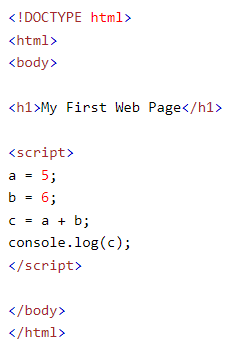 <!DOCTYPE html>
<html>
<body>
<h1>My First Web Page</h1>
<script>
a = 5;
b = 6;
c = a + b;
console.log(c);
</script>
</body>
</html>